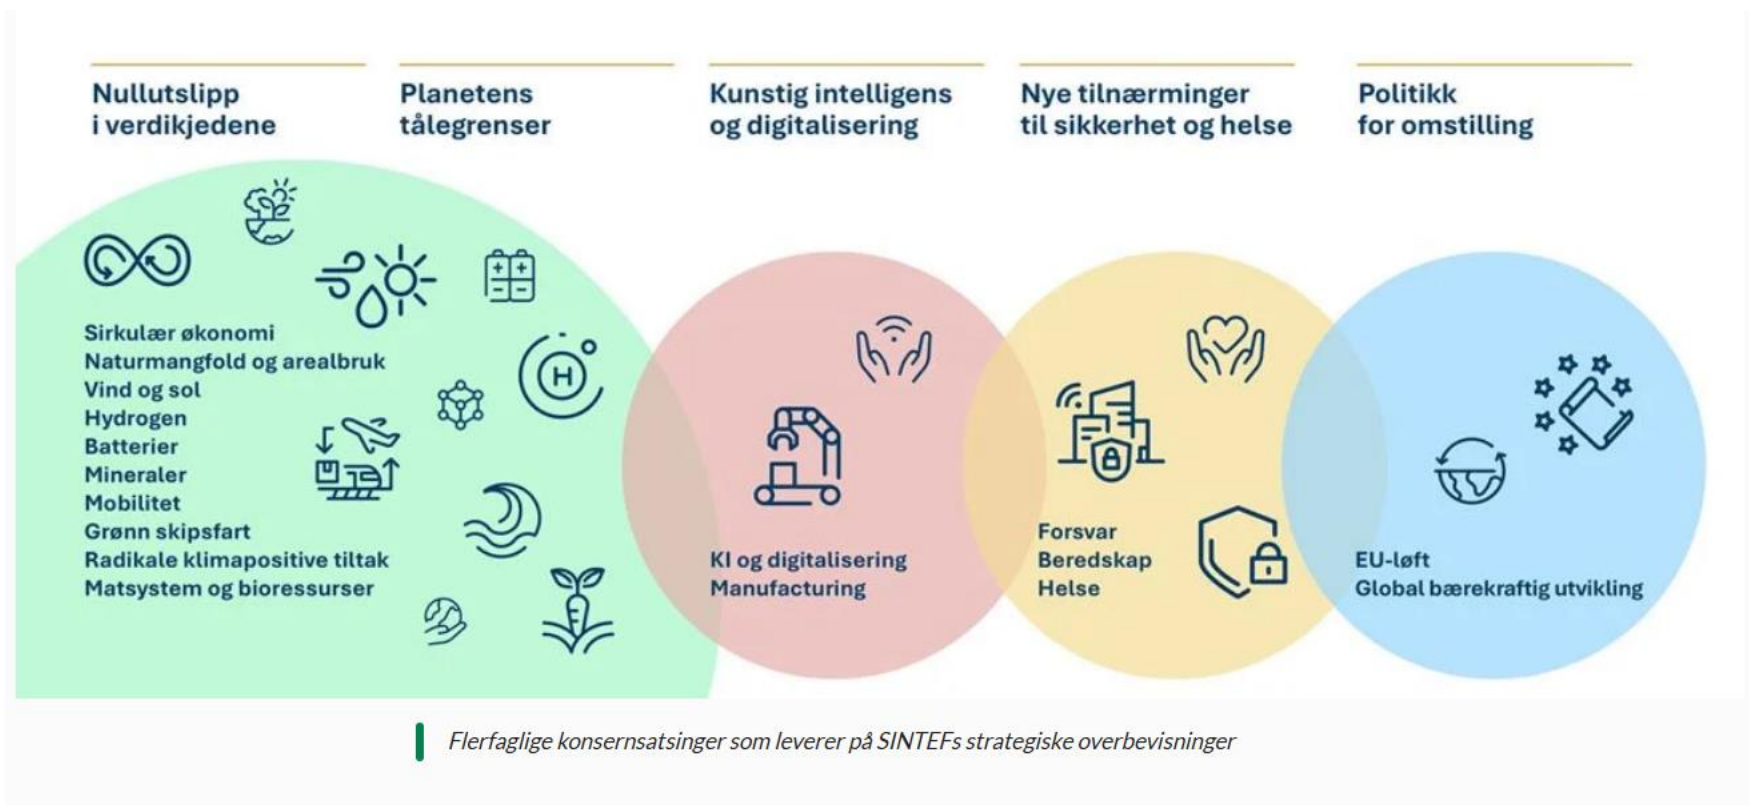 Nullutslipp
i verdikjedene
Planetens
tålegrenser
Kunstig intelligens
og digitalisering
Nye tilnærminger
til sikkerhet og helse
Politikk
for omstilling
Sirkulær økonomi
Naturmangfold og arealbruk
Vind og sol
Hydrogen
Batterier
Mineraler
Mobilitet
Grønn skipsfart
Radikale klimapositive tiltak
Matsystem og bioressurser
H
KI og digitalisering
Manufacturing
Forsvar
Beredskap
Helse
EU-løft
Global bærekraftig utvikling
Flerfaglige konsernsatsinger som leverer på SINTEFs strategiske overbevisninger